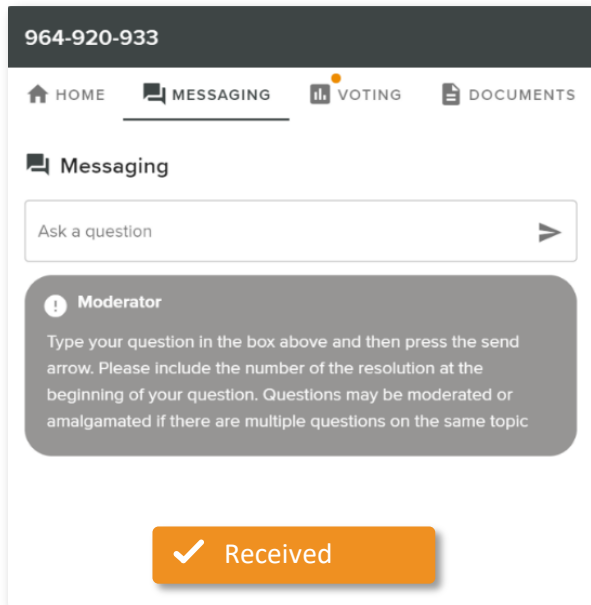 964-920-933
HOME MESSAGING VOTING DOCUMENTS
Messaging
Ask a question
Moderator
Type your question in the box above and then press the send
arrow. Please include the number of the resolution at the
beginning of your question. Questions may be moderated or
amalgamated if there are multiple questions on the same topic
Received